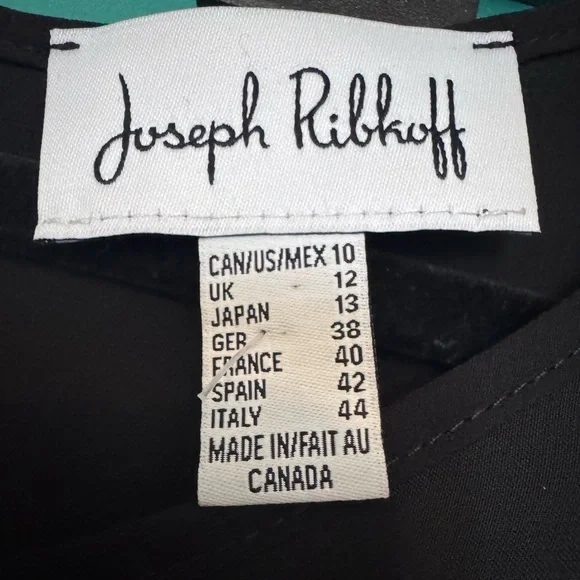 Joseph Ribkoff
CAN/US/MEX 10
UK 12
JAPAN 13
GER 38
FRANCE 40
SPAIN 42
ITALY 44
MADE IN/FAIT AU
CANADA